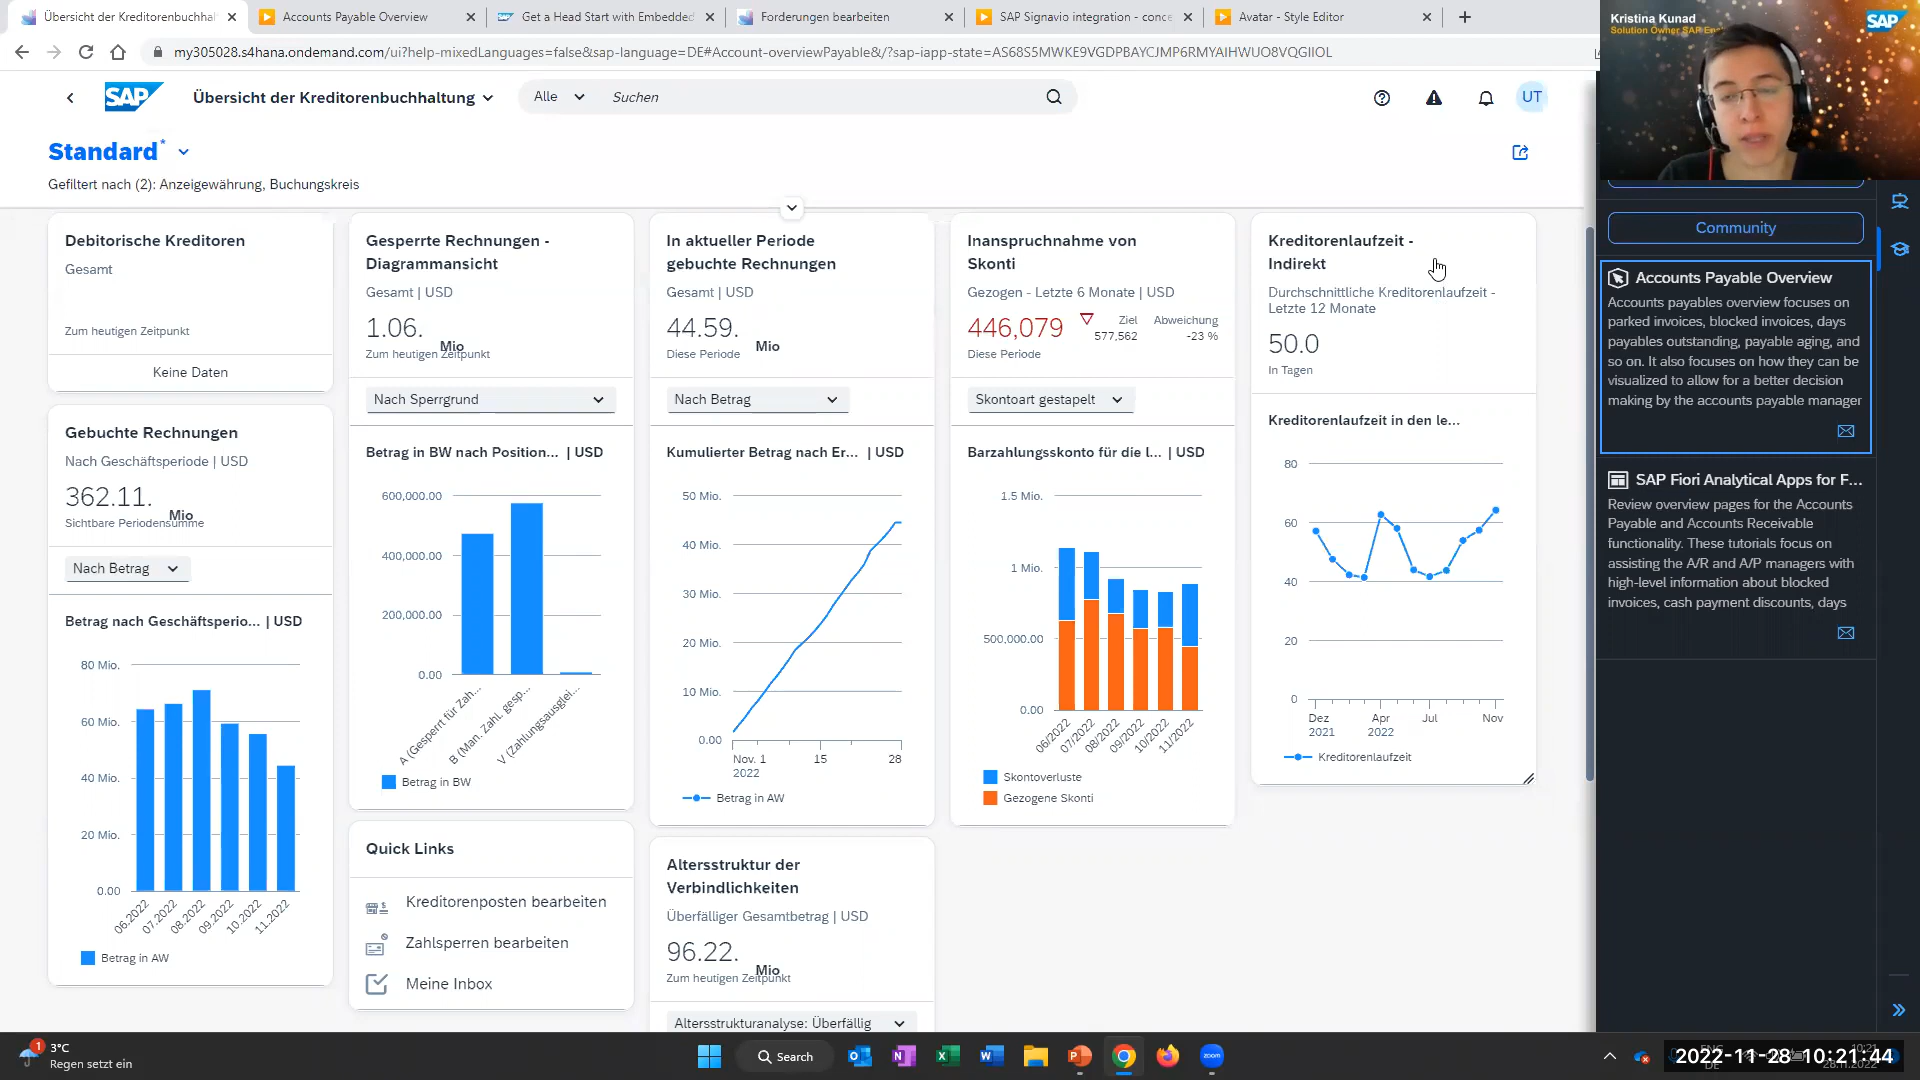 Übersicht der Kreditorenbuchhal
Accounts Payable Overview
Get a Head Start with Embedded
Forderungen bearbeiten
SAP Signavio integration - conce
Avatar - Style Editor
my305028.s4hana.ondemand.com/ui?help-mixedLanguages=false&sap-language=DE#Account-overviewPayable&/?sap-iapp-state=AS68S5MWKE9VGDPBAYCJMP6RMYAIHWUO8VQGIIOL
Kristina Kunad
SAP
SAP
Übersicht der Kreditorenbuchhaltung
Alle
Suchen
UT
Standard*
Gefiltert nach (2): Anzeigewährung, Buchungskreis
Debitorische Kreditoren
Gesamt
Zum heutigen Zeitpunkt
Keine Daten
Gebuchte Rechnungen
Nach Geschäftsperiode | USD
362.11. Mio
Sichtbare Periodensumme
Nach Betrag
Betrag nach Geschäftsperio... | USD
80 Mio.
60 Mio.
40 Mio.
20 Mio.
0.00
06.2022
07.2022
08.2022
09.2022
10.2022
11.2022
Betrag in AW
Gesperrte Rechnungen -
Diagrammansicht
Gesamt | USD
1.06. Mio
Zum heutigen Zeitpunkt
Nach Sperrgrund
Betrag in BW nach Position... | USD
600,000.00
400,000.00
200,000.00
0.00
A (Gesperrt für Zah...
B (Man. Zahl. gesp...
V (Zahlungsausglei...
Betrag in BW
Quick Links
Kreditorenposten bearbeiten
Zahlsperren bearbeiten
Meine Inbox
In aktueller Periode
gebuchte Rechnungen
Gesamt | USD
44.59. Mio
Diese Periode
Nach Betrag
Kumulierter Betrag nach Er... | USD
50 Mio.
40 Mio.
30 Mio.
20 Mio.
10 Mio.
0.00
Nov. 1
2022
15
28
Betrag in AW
Altersstruktur der
Verbindlichkeiten
Überfälliger Gesamtbetrag | USD
96.22. Mio
Zum heutigen Zeitpunkt
Altersstrukturanalyse: Überfällig
Inanspruchnahme von
Skonti
Gezogen - Letzte 6 Monate | USD
446,079
Ziel
577,562
Abweichung
-23 %
Diese Periode
Skontoart gestapelt
Barzahlungsskonto für die l... | USD
1.5 Mio.
1 Mio.
500,000.00
0.00
06/2022
07/2022
08/2022
09/2022
10/2022
11/2022
Skontoverluste
Gezogene Skonti
Kreditorenlaufzeit -
Indirekt
Durchschnittliche Kreditorenlaufzeit -
Letzte 12 Monate
50.0
In Tagen
Kreditorenlaufzeit in den le...
80
60
40
20
0
Dez
2021
Apr
2022
Jul
Nov
Kreditorenlaufzeit
Community
Accounts Payable Overview
Accounts payables overview focuses on
parked invoices, blocked invoices, days
payables outstanding, payable aging, and
so on. It also focuses on how they can be
visualized to allow for a better decision
making by the accounts payable manager
SAP Fiori Analytical Apps for F...
Review overview pages for the Accounts
Payable and Accounts Receivable
functionality. These tutorials focus on
assisting the A/R and A/P managers with
high-level information about blocked
invoices, cash payment discounts, days
1
3°C
Regen setzt ein
Search
zoom
2022-11-28 10:21:44